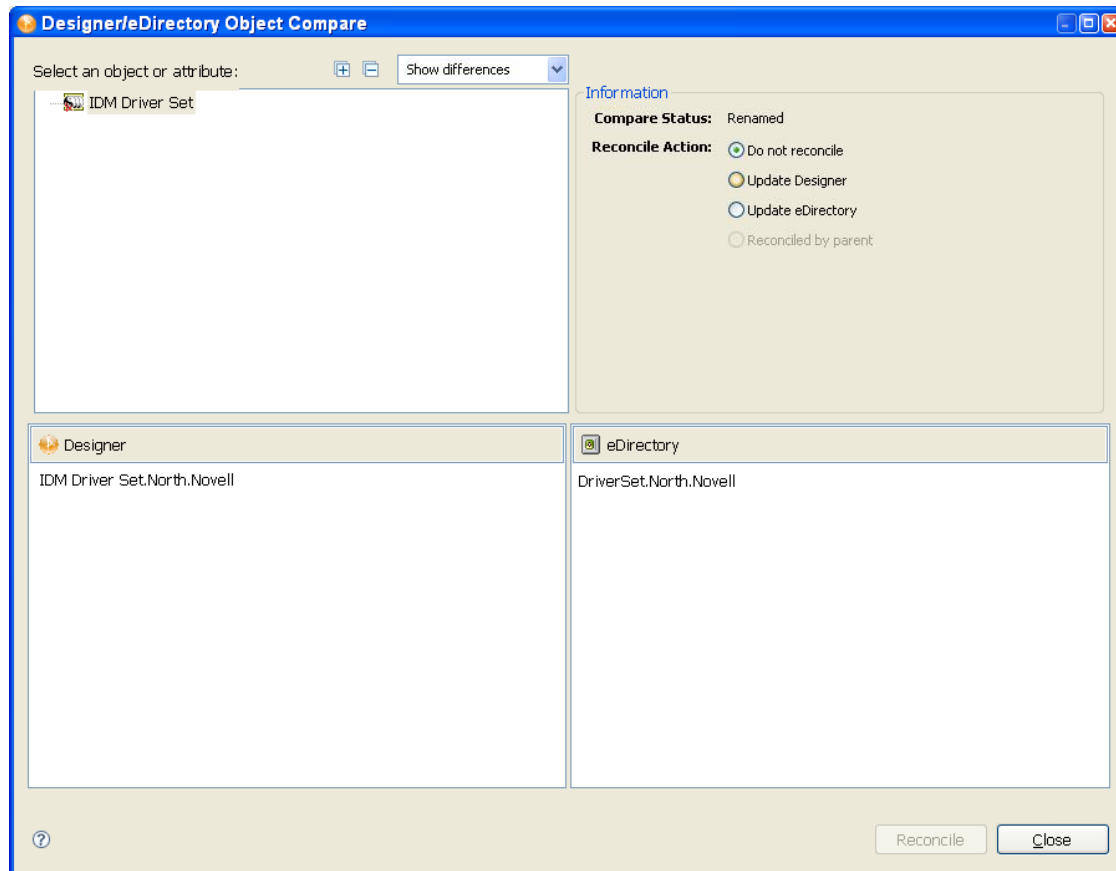 Designer/eDirectory Object Compare
Select an object or attribute:
Show differences
IDM Driver Set
Information
Compare Status: Renamed
Reconcile Action: Do not reconcile
Update Designer
Update eDirectory
Reconciled by parent
Designer
IDM Driver Set.North.Novell
eDirectory
DriverSet.North.Novell
Reconcile
Close